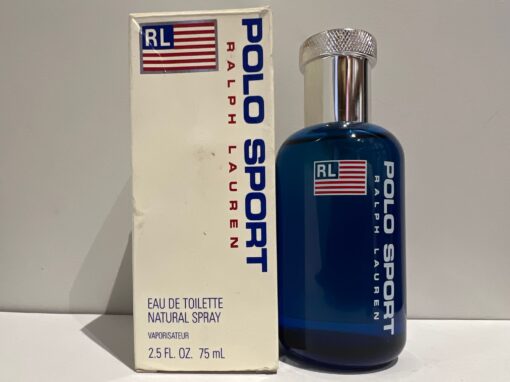 RL
POLO SPORT
RALPH LAUREN
EAU DE TOILETTE
NATURAL SPRAY
VAPORISATEUR
2.5 FL. OZ. 75 mL
RL
POLO SPORT
RALPH LAUREN